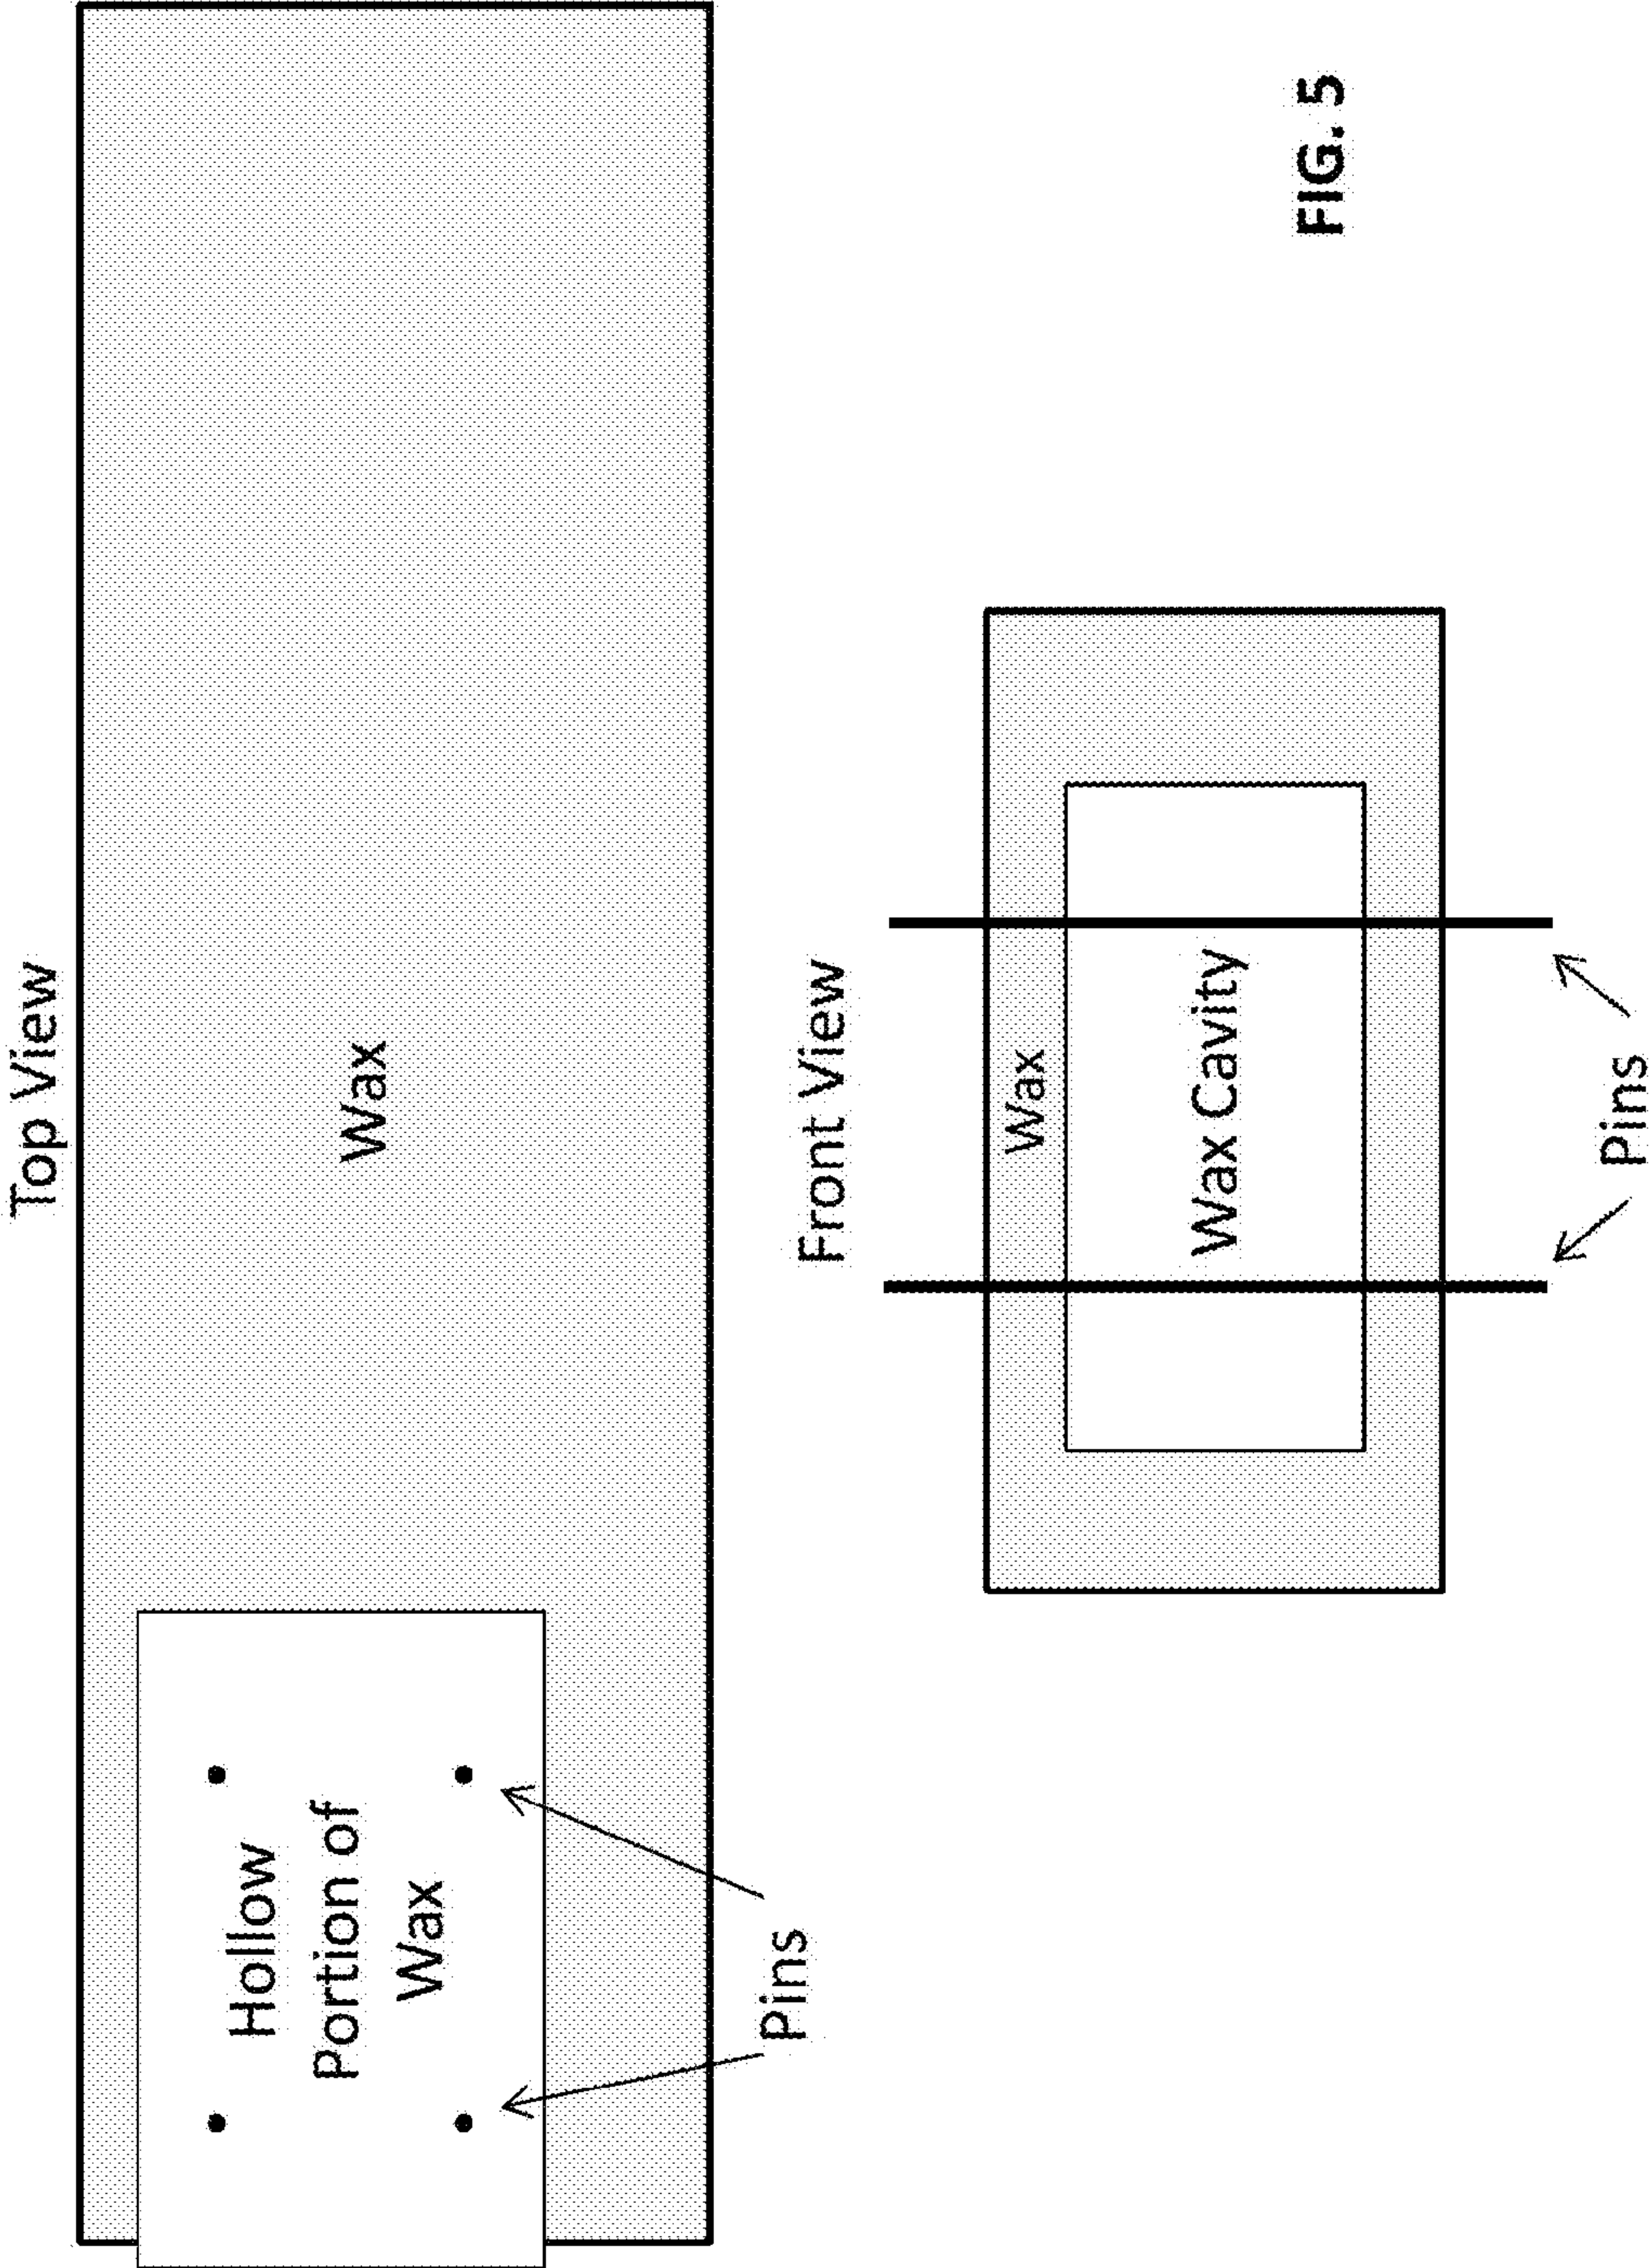 Top View
Wax
Hollow
Portion of
Wax
Pins
Front View
Wax
Wax Cavity
Pins
FIG. 5